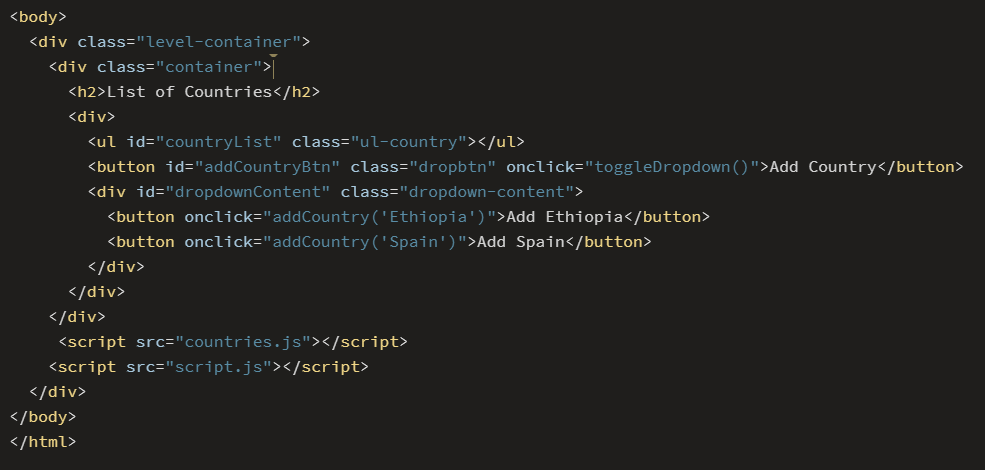 <body>
  <div class="level-container">
    <div class="container">
      <h2>List of Countries</h2>
      <div>
        <ul id="countryList" class="ul-country"></ul>
        <button id="addCountryBtn" class="dropbtn" onclick="toggleDropdown()">Add Country</button>
        <div id="dropdownContent" class="dropdown-content">
          <button onclick="addCountry('Ethiopia')">Add Ethiopia</button>
          <button onclick="addCountry('Spain')">Add Spain</button>
        </div>
      </div>
    </div>
     <script src="countries.js"></script>
    <script src="script.js"></script>
  </div>
</body>
</html>